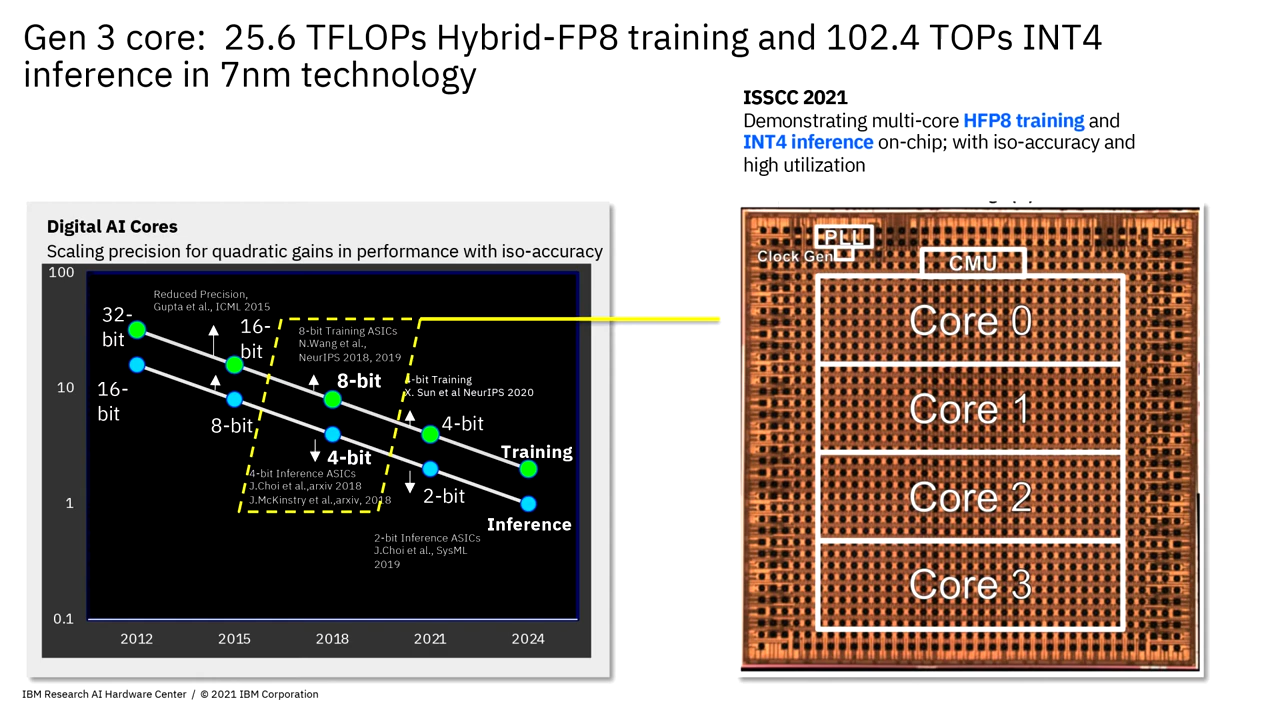 Gen 3 core: 25.6 TFLOPs Hybrid-FP8 training and 102.4 TOPs INT4
inference in 7nm technology
ISSCC 2021
Demonstrating multi-core HFP8 training and
INT4 inference on-chip; with iso-accuracy and
high utilization
Digital AI Cores
Scaling precision for quadratic gains in performance with iso-accuracy
100
10
1
0.1
2012
2015
2018
2021
2024
Reduced Precision,
Gupta et al., ICML 2015
32-
bit
16-
bit
8-bit Training ASICs
N.Wang et al.,
NeurIPS 2018, 2019
8-bit
-bit Training
X. Sun et al NeurIPS 2020
4-bit
Training
16-
bit
8-bit
4-bit
4-bit Inference ASICs
J.Choi et al.,arxiv 2018
J.McKinstry et al.,arxiv, 2018
2-bit
Inference
2-bit Inference ASICs
J.Choi et al., SysML
2019
PLL
Clock Gen
CMU
Core 0
Core 1
Core 2
Core 3
IBM Research AI Hardware Center / © 2021 IBM Corporation